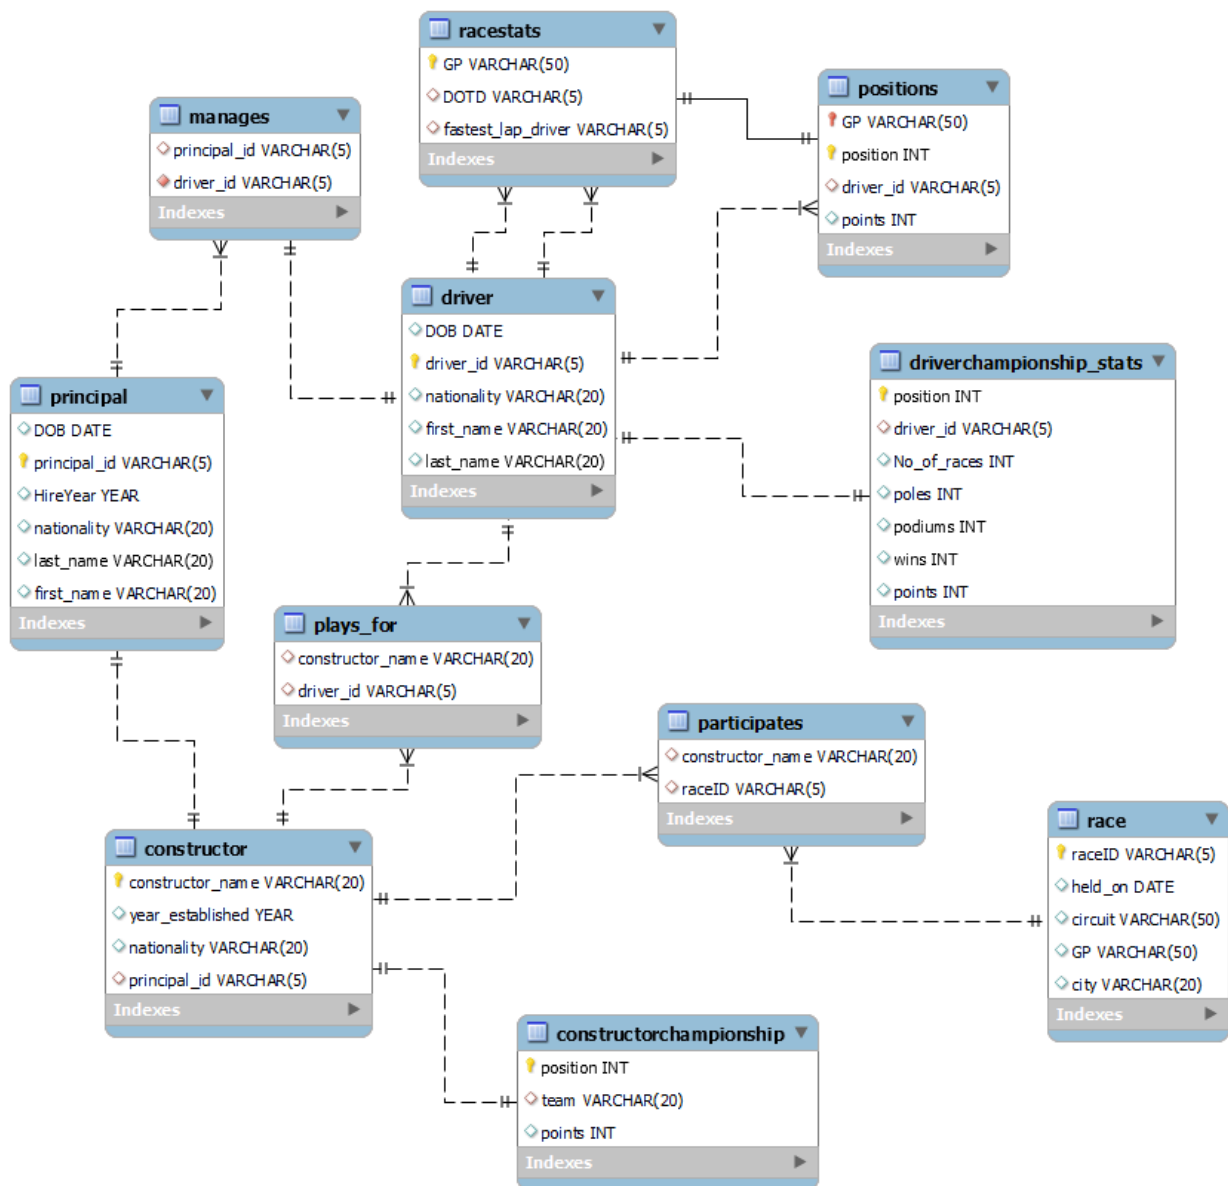 racestats
GP VARCHAR(50)
DOTD VARCHAR(5)
fastest_lap_driver VARCHAR(5)
Indexes
positions
GP VARCHAR(50)
position INT
driver_id VARCHAR(5)
points INT
Indexes
manages
principal_id VARCHAR(5)
driver_id VARCHAR(5)
Indexes
driver
DOB DATE
driver_id VARCHAR(5)
nationality VARCHAR(20)
first_name VARCHAR(20)
last_name VARCHAR(20)
Indexes
driverchampionship_stats
position INT
driver_id VARCHAR(5)
No_of_races INT
poles INT
podiums INT
wins INT
points INT
Indexes
principal
DOB DATE
principal_id VARCHAR(5)
HireYear YEAR
nationality VARCHAR(20)
last_name VARCHAR(20)
first_name VARCHAR(20)
Indexes
plays_for
constructor_name VARCHAR(20)
driver_id VARCHAR(5)
Indexes
participates
constructor_name VARCHAR(20)
raceID VARCHAR(5)
Indexes
race
raceID VARCHAR(5)
held_on DATE
circuit VARCHAR(50)
GP VARCHAR(50)
city VARCHAR(20)
Indexes
constructor
constructor_name VARCHAR(20)
year_established YEAR
nationality VARCHAR(20)
principal_id VARCHAR(5)
Indexes
constructorchampionship
position INT
team VARCHAR(20)
points INT
Indexes